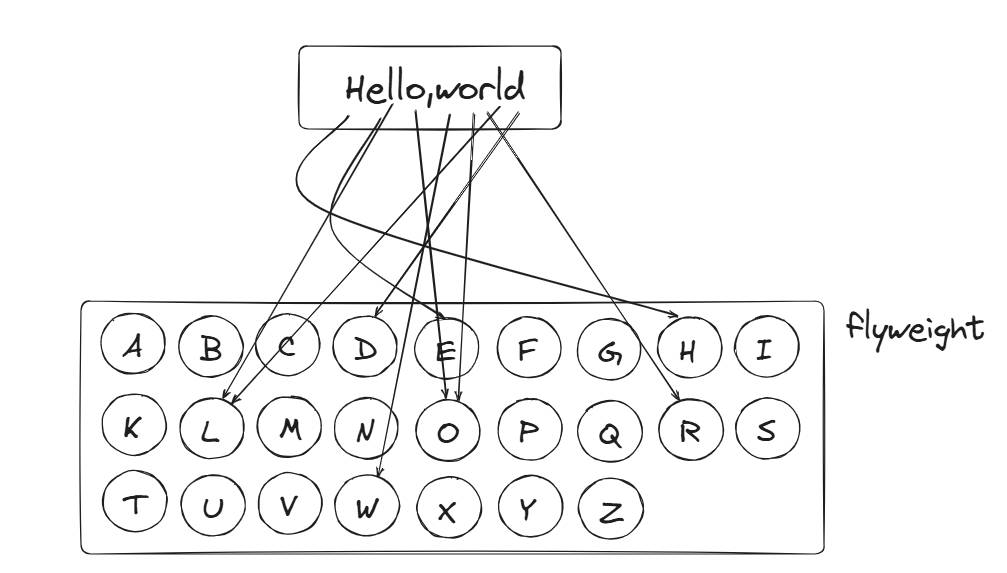 Hello,world
flyweight
A B C D E F G H I
K L M N O P Q R S
T U V W X Y Z